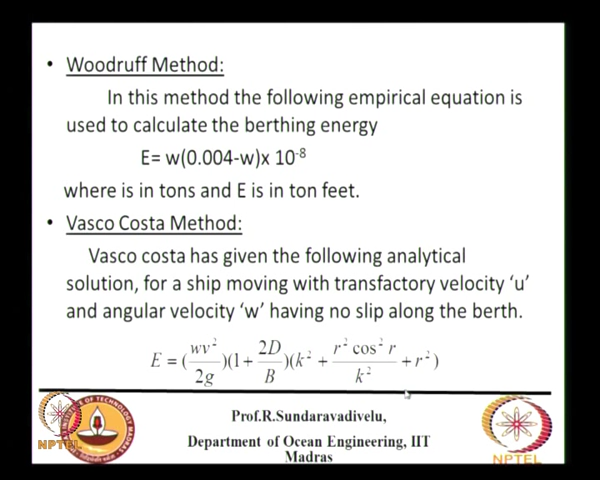 • Woodruff Method:
In this method the following empirical equation is
used to calculate the berthing energy
E= w(0.004-w)x 10⁻⁸
where is in tons and E is in ton feet.
• Vasco Costa Method:
Vasco costa has given the following analytical
solution, for a ship moving with transfactory velocity 'u'
and angular velocity 'w' having no slip along the berth.
E = (wv²/2g)(1 + 2D/B)(k² + r² cos² r/k² + r²)
Prof.R.Sundaravadivelu,
Department of Ocean Engineering, IIT
Madras
NPTEL
NPTEL